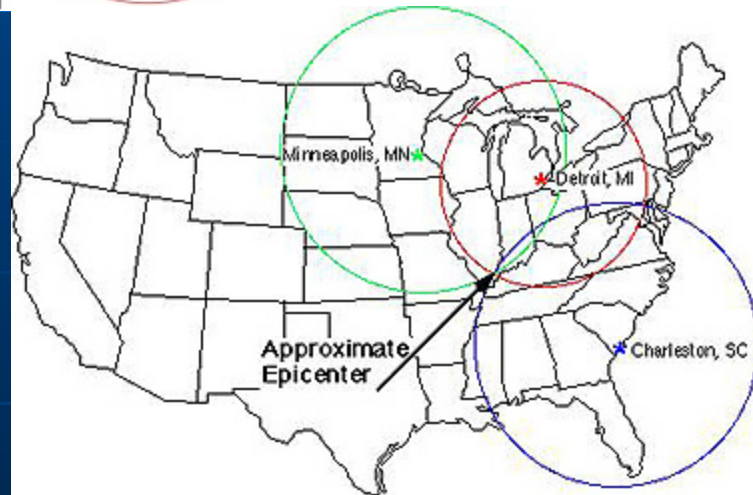 Minneapolis, MN
Detroit, MI
Approximate
Epicenter
Charleston, SC